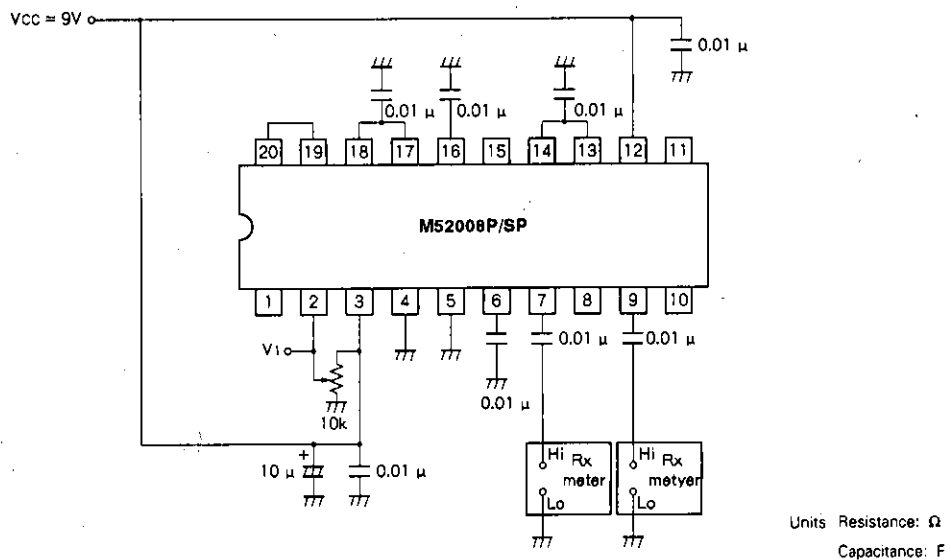 VCC = 9V
0.01 μ
0.01 μ
0.01 μ
0.01 μ
20 19 18 17 16 15 14 13 12 11
M52008P/SP
1 2 3 4 5 6 7 8 9 10
0.01 μ
0.01 μ
Vi
0.01 μ
10k
+
10 μ
0.01 μ
Hi
Rx
meter
Lo
Hi
Rx
metyer
Lo
Units Resistance: Ω
Capacitance: F